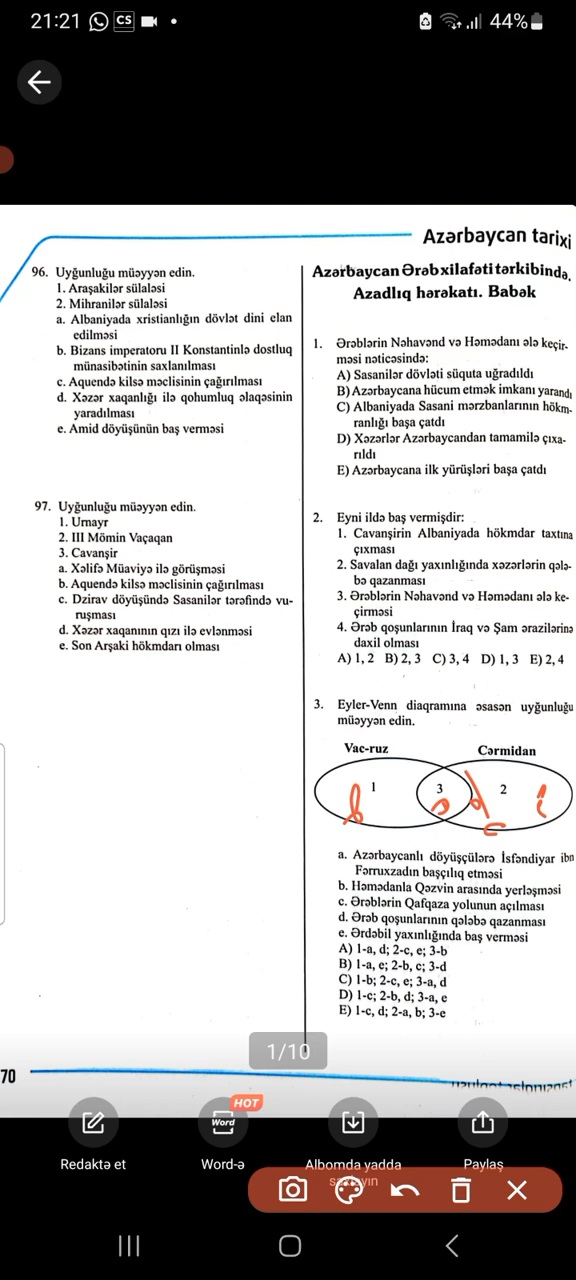 21:21 CS 44%
Azərbaycan tarixi
96. Uyğunluğu müəyyən edin.
1. Araşakilər sülaləsi
2. Mihranilər sülaləsi
a. Albaniyada xristianlığın dövlət dini elan
edilməsi
b. Bizans imperatoru II Konstantinlə dostluq
münasibətinin saxlanılması
c. Aquendə kilsə məclisinin çağırılması
d. Xəzər xaqanlığı ilə qohumluq əlaqəsinin
yaradılması
e. Amid döyüşünün baş verməsi
97. Uyğunluğu müəyyən edin.
1. Urnayr
2. III Mömin Vaçaqan
3. Cavanşir
a. Xəlifə Müaviyə ilə görüşməsi
b. Aquendə kilsə məclisinin çağırılması
c. Dzirav döyüşündə Sasanilər tərəfində vu-
ruşması
d. Xəzər xaqanının qızı ilə evlənməsi
e. Son Arşaki hökmdarı olması
Azərbaycan Ərəb xilafəti tərkibində.
Azadlıq hərəkatı. Babək
1. Ərəblərin Nəhavənd və Həmədanı ələ keçir-
məsi nəticəsində:
A) Sasanilər dövləti süquta uğradıldı
B) Azərbaycana hücum etmək imkanı yarandı
C) Albaniyada Sasani mərzbanlarının hökm-
ranlığı başa çatdı
D) Xəzərlər Azərbaycandan tamamilə çıxa-
rıldı
E) Azərbaycana ilk yürüşləri başa çatdı
2. Eyni ildə baş vermişdir:
1. Cavanşirin Albaniyada hökmdar taxtına
çıxması
2. Savalan dağı yaxınlığında xəzərlərin qələ-
bə qazanması
3. Ərəblərin Nəhavənd və Həmədanı ələ ke-
çirməsi
4. Ərəb qoşunlarının İraq və Şam ərazilərinə
daxil olması
A) 1, 2 B) 2, 3 C) 3, 4 D) 1, 3 E) 2, 4
3. Eyler-Venn diaqramına əsasən uyğunluğu
müəyyən edin.
Vac-ruz Cərmidan
1 3 2
a. Azərbaycanlı döyüşçülərə İsfəndiyar ibn
Fərruxzadın başçılıq etməsi
b. Həmədanla Qəzvin arasında yerləşməsi
c. Ərəblərin Qafqaza yolunun açılması
d. Ərəb qoşunlarının qələbə qazanması
e. Ərdəbil yaxınlığında baş verməsi
A) 1-a, d; 2-c, e; 3-b
B) 1-a, e; 2-b, c; 3-d
C) 1-b; 2-c, e; 3-a, d
D) 1-c; 2-b, d; 3-a, e
E) 1-c, d; 2-a, b; 3-e
1/10
70
HOT
Word
Redaktə et Word-ə Albomda yadda Paylaş